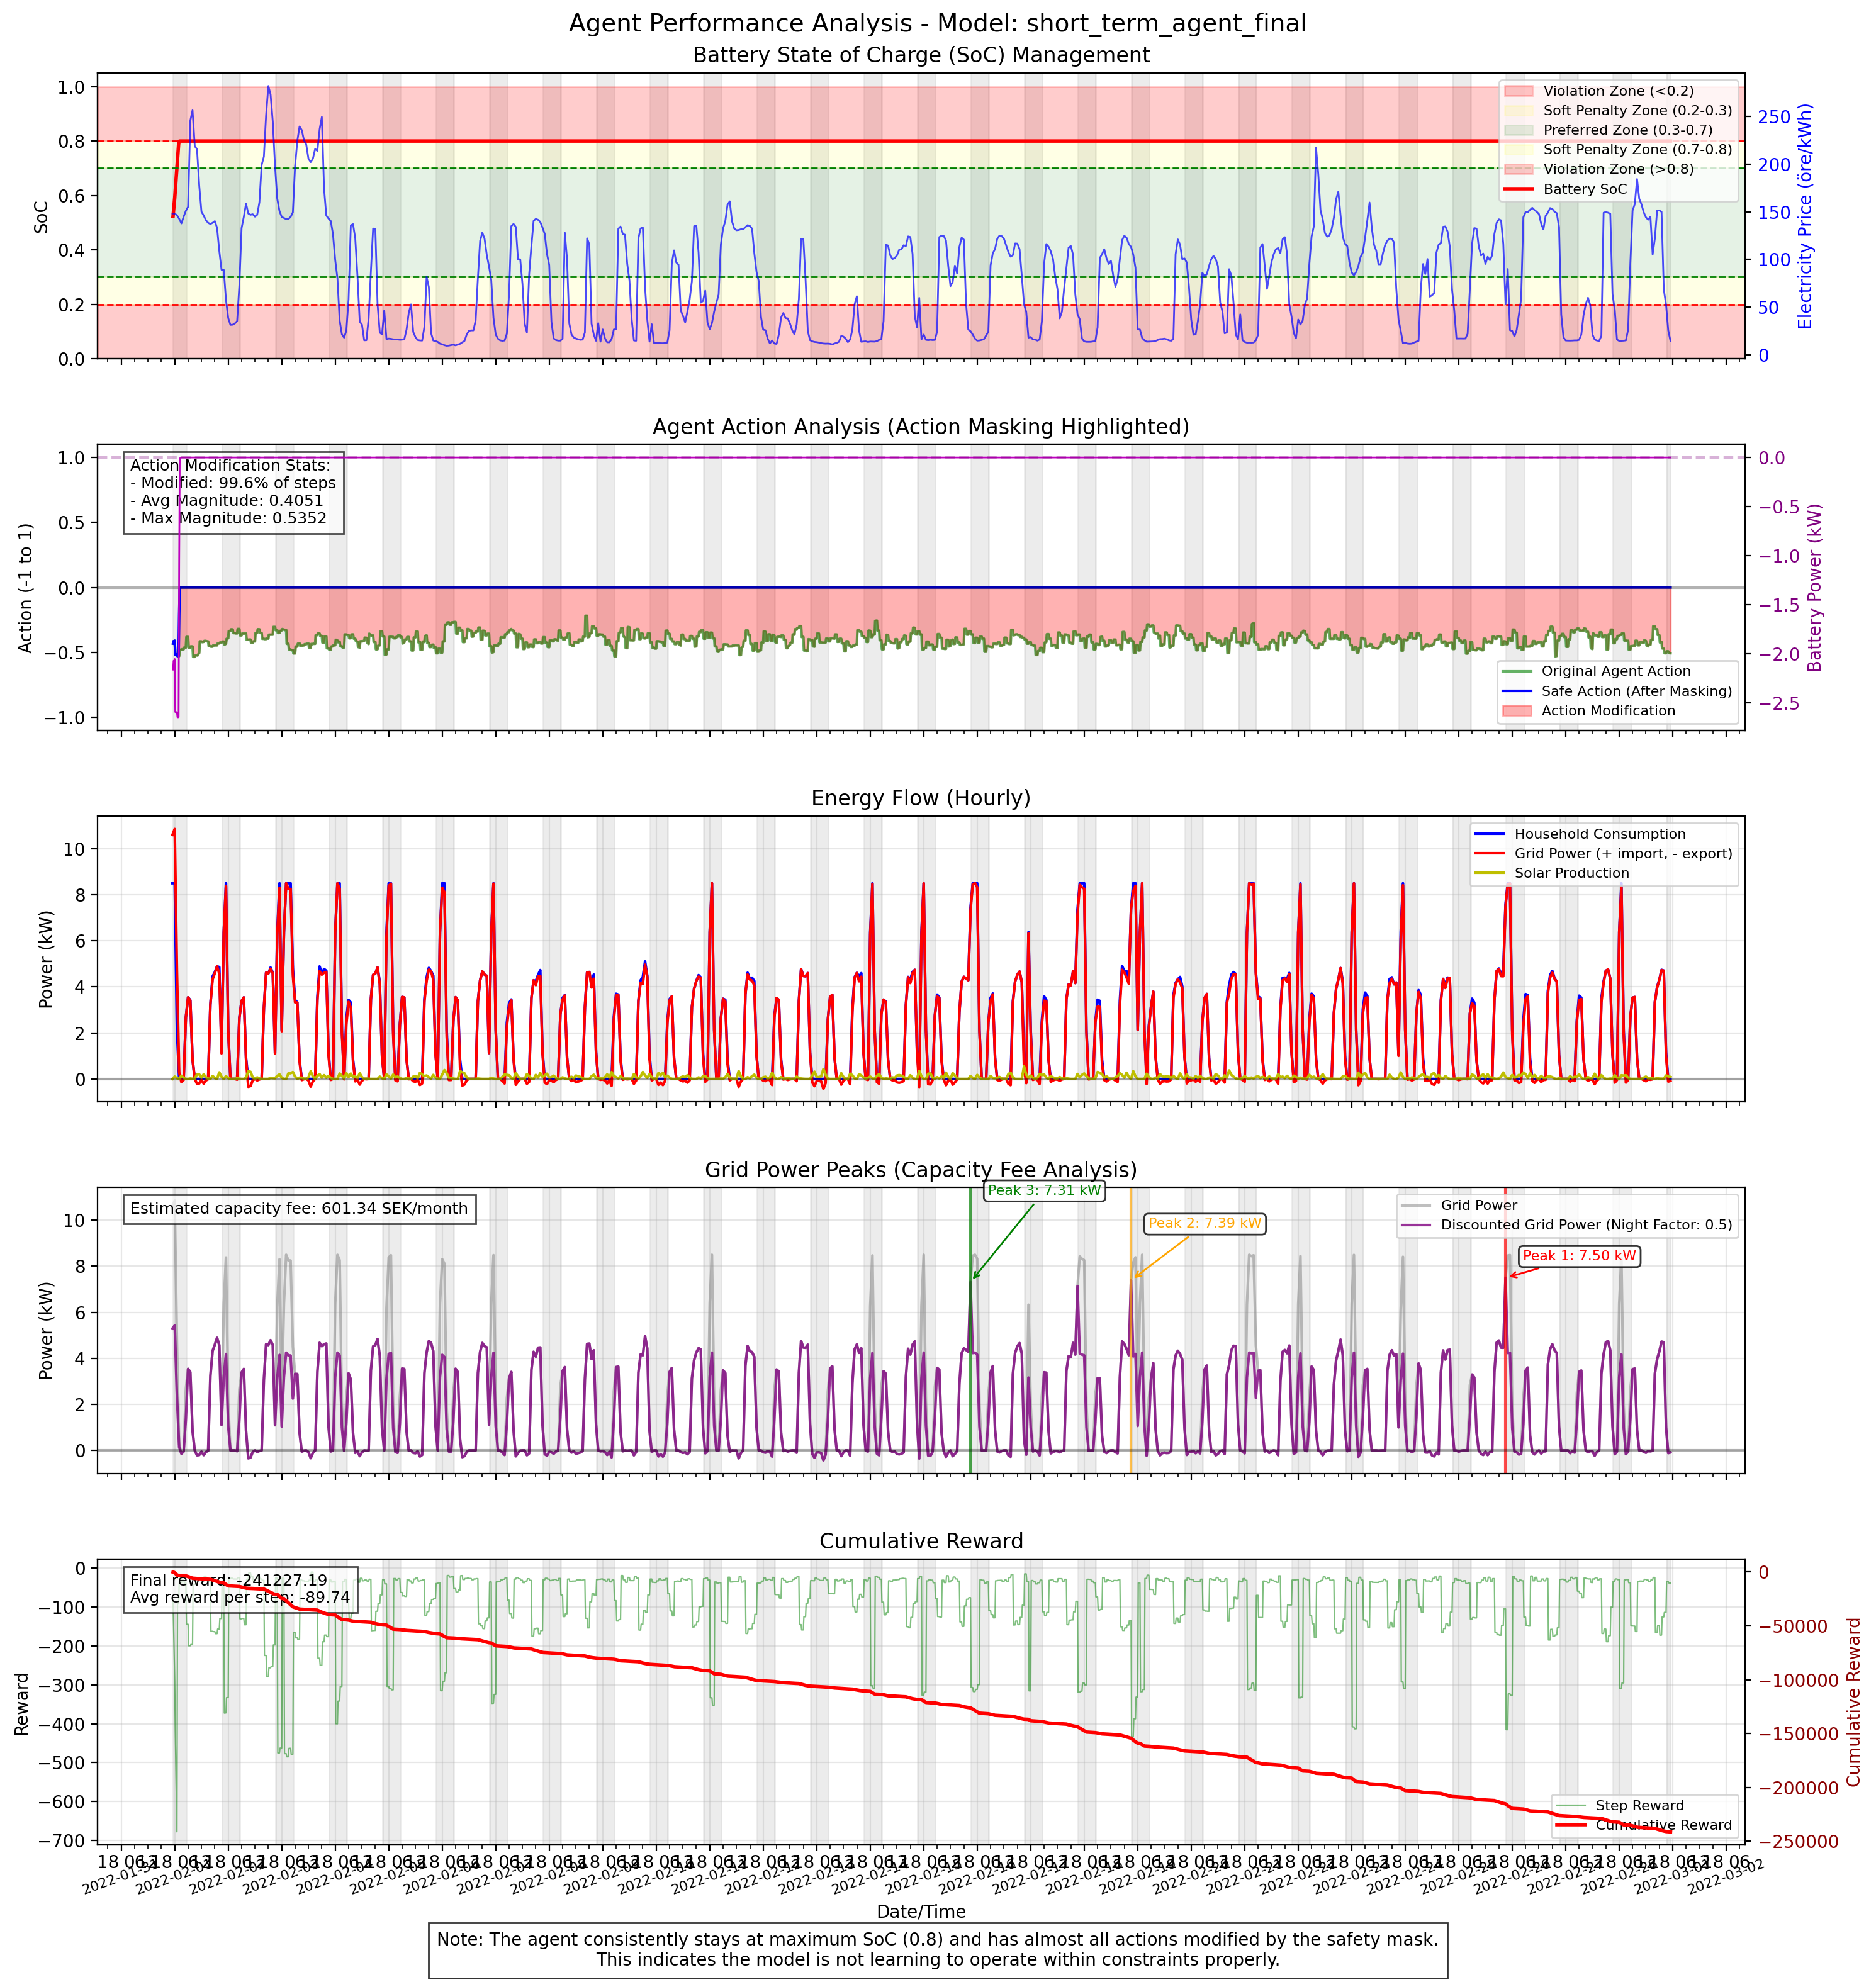 Agent Performance Analysis - Model: short_term_agent_final
Battery State of Charge (SoC) Management
1.0
0.8
0.6
0.4
0.2
0.0
SoC
250
200
150
100
50
0
Electricity Price (öre/kWh)
Violation Zone (<0.2)
Soft Penalty Zone (0.2-0.3)
Preferred Zone (0.3-0.7)
Soft Penalty Zone (0.7-0.8)
Violation Zone (>0.8)
Battery SoC
Agent Action Analysis (Action Masking Highlighted)
1.0
0.5
0.0
−0.5
−1.0
Action (-1 to 1)
Action Modification Stats:
- Modified: 99.6% of steps
- Avg Magnitude: 0.4051
- Max Magnitude: 0.5352
0.0
−0.5
−1.0
−1.5
−2.0
−2.5
Battery Power (kW)
Original Agent Action
Safe Action (After Masking)
Action Modification
Energy Flow (Hourly)
10
8
6
4
2
0
Power (kW)
Household Consumption
Grid Power (+ import, - export)
Solar Production
Grid Power Peaks (Capacity Fee Analysis)
10
8
6
4
2
0
Power (kW)
Estimated capacity fee: 601.34 SEK/month
Peak 3: 7.31 kW
Peak 2: 7.39 kW
Peak 1: 7.50 kW
Grid Power
Discounted Grid Power (Night Factor: 0.5)
Cumulative Reward
0
−100
−200
−300
−400
−500
−600
−700
Reward
Final reward: -241227.19
Avg reward per step: -89.74
0
−50000
−100000
−150000
−200000
−250000
Cumulative Reward
Step Reward
Cumulative Reward
Date/Time
Note: The agent consistently stays at maximum SoC (0.8) and has almost all actions modified by the safety mask.
This indicates the model is not learning to operate within constraints properly.